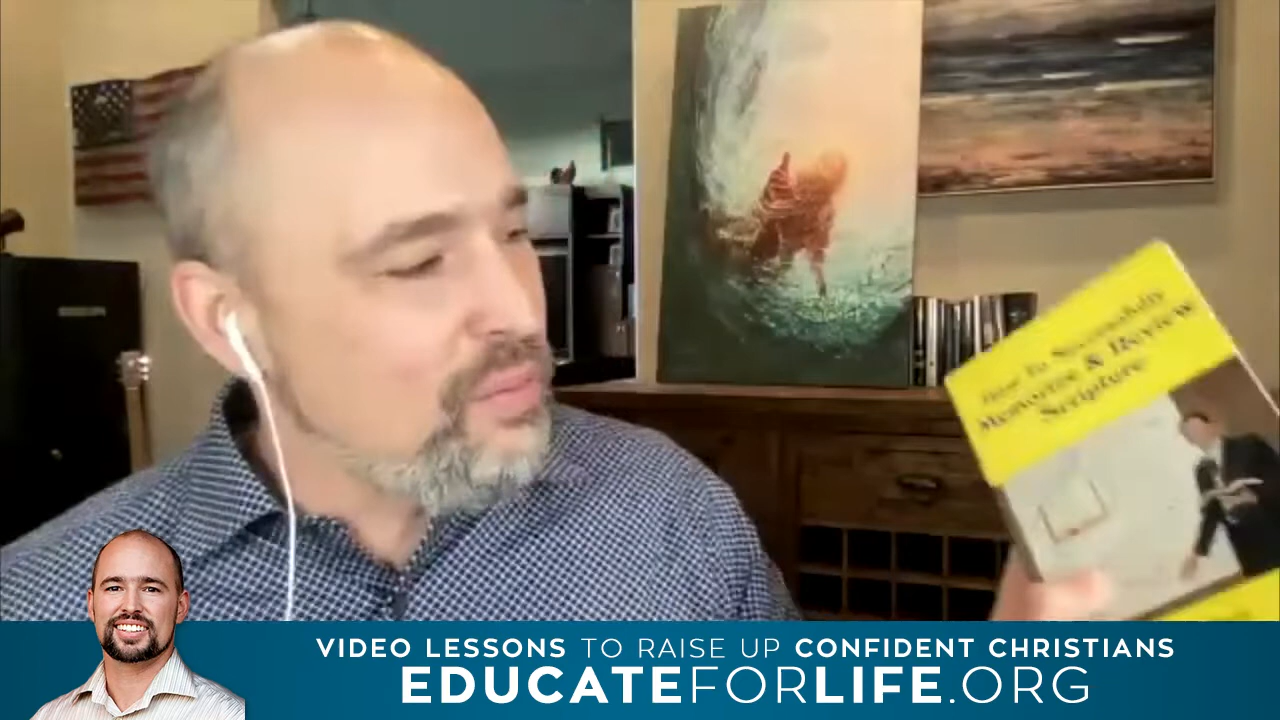 How To Successfully
Memorize & Review
Scripture
VIDEO LESSONS TO RAISE UP CONFIDENT CHRISTIANS
EDUCATEFORLIFE.ORG